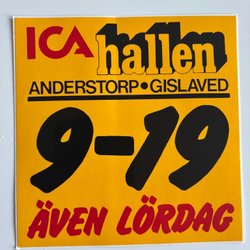 ICA hallen
ANDERSTORP•GISLAVED
9-19
ÄVEN LÖRDAG